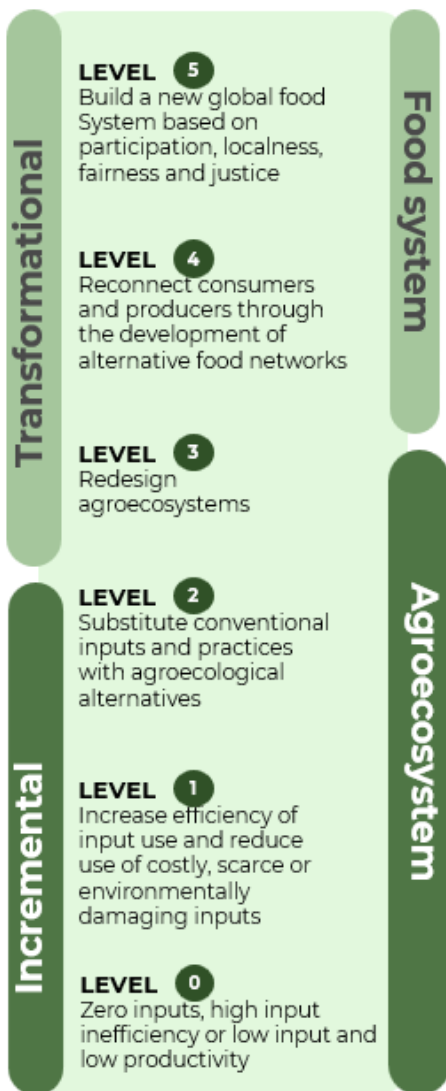 Transformational
Incremental
LEVEL 5
Build a new global food
System based on
participation, localness,
fairness and justice
LEVEL 4
Reconnect consumers
and producers through
the development of
alternative food networks
LEVEL 3
Redesign
agroecosystems
LEVEL 2
Substitute conventional
inputs and practices
with agroecological
alternatives
LEVEL 1
Increase efficiency of
input use and reduce
use of costly, scarce or
environmentally
damaging inputs
LEVEL 0
Zero inputs, high input
inefficiency or low input and
low productivity
Food system
Agroecosystem